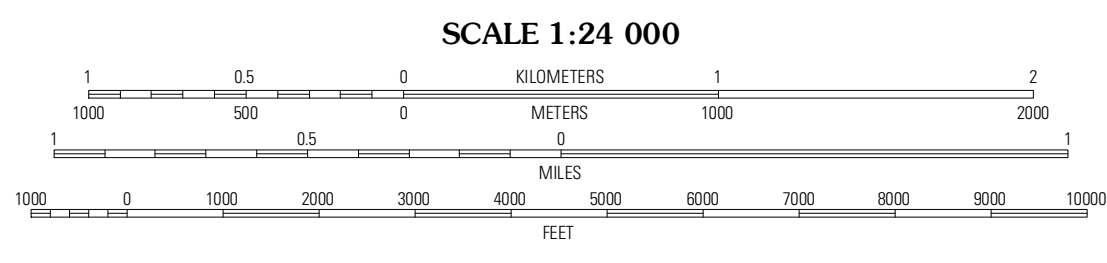 SCALE 1:24 000
1 0.5 0 KILOMETERS 1 2
1000 500 0 METERS 1000 2000
1 0.5 0 1
MILES
1000 0 1000 2000 3000 4000 5000 6000 7000 8000 9000 10000
FEET